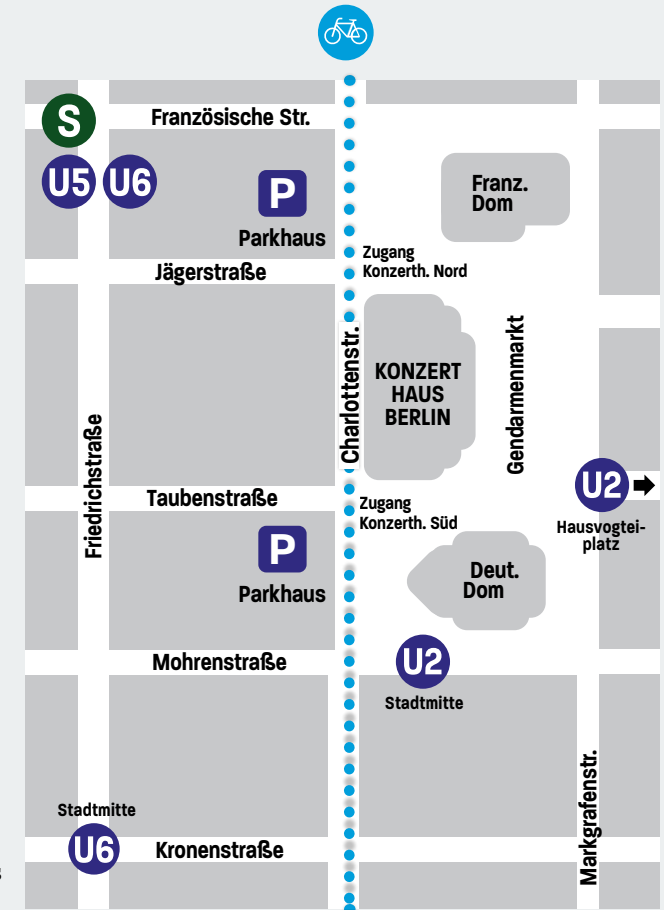 Französische Str.
S
U5
U6
P
Parkhaus
Franz.
Dom
Zugang
Konzerth. Nord
Jägerstraße
Charlottenstr.
KONZERT
HAUS
BERLIN
Gendarmenmarkt
Friedrichstraße
Taubenstraße
Zugang
Konzerth. Süd
U2
Hausvogtei-
platz
P
Parkhaus
Deut.
Dom
Mohrenstraße
U2
Stadtmitte
Markgrafenstr.
Stadtmitte
U6
Kronenstraße